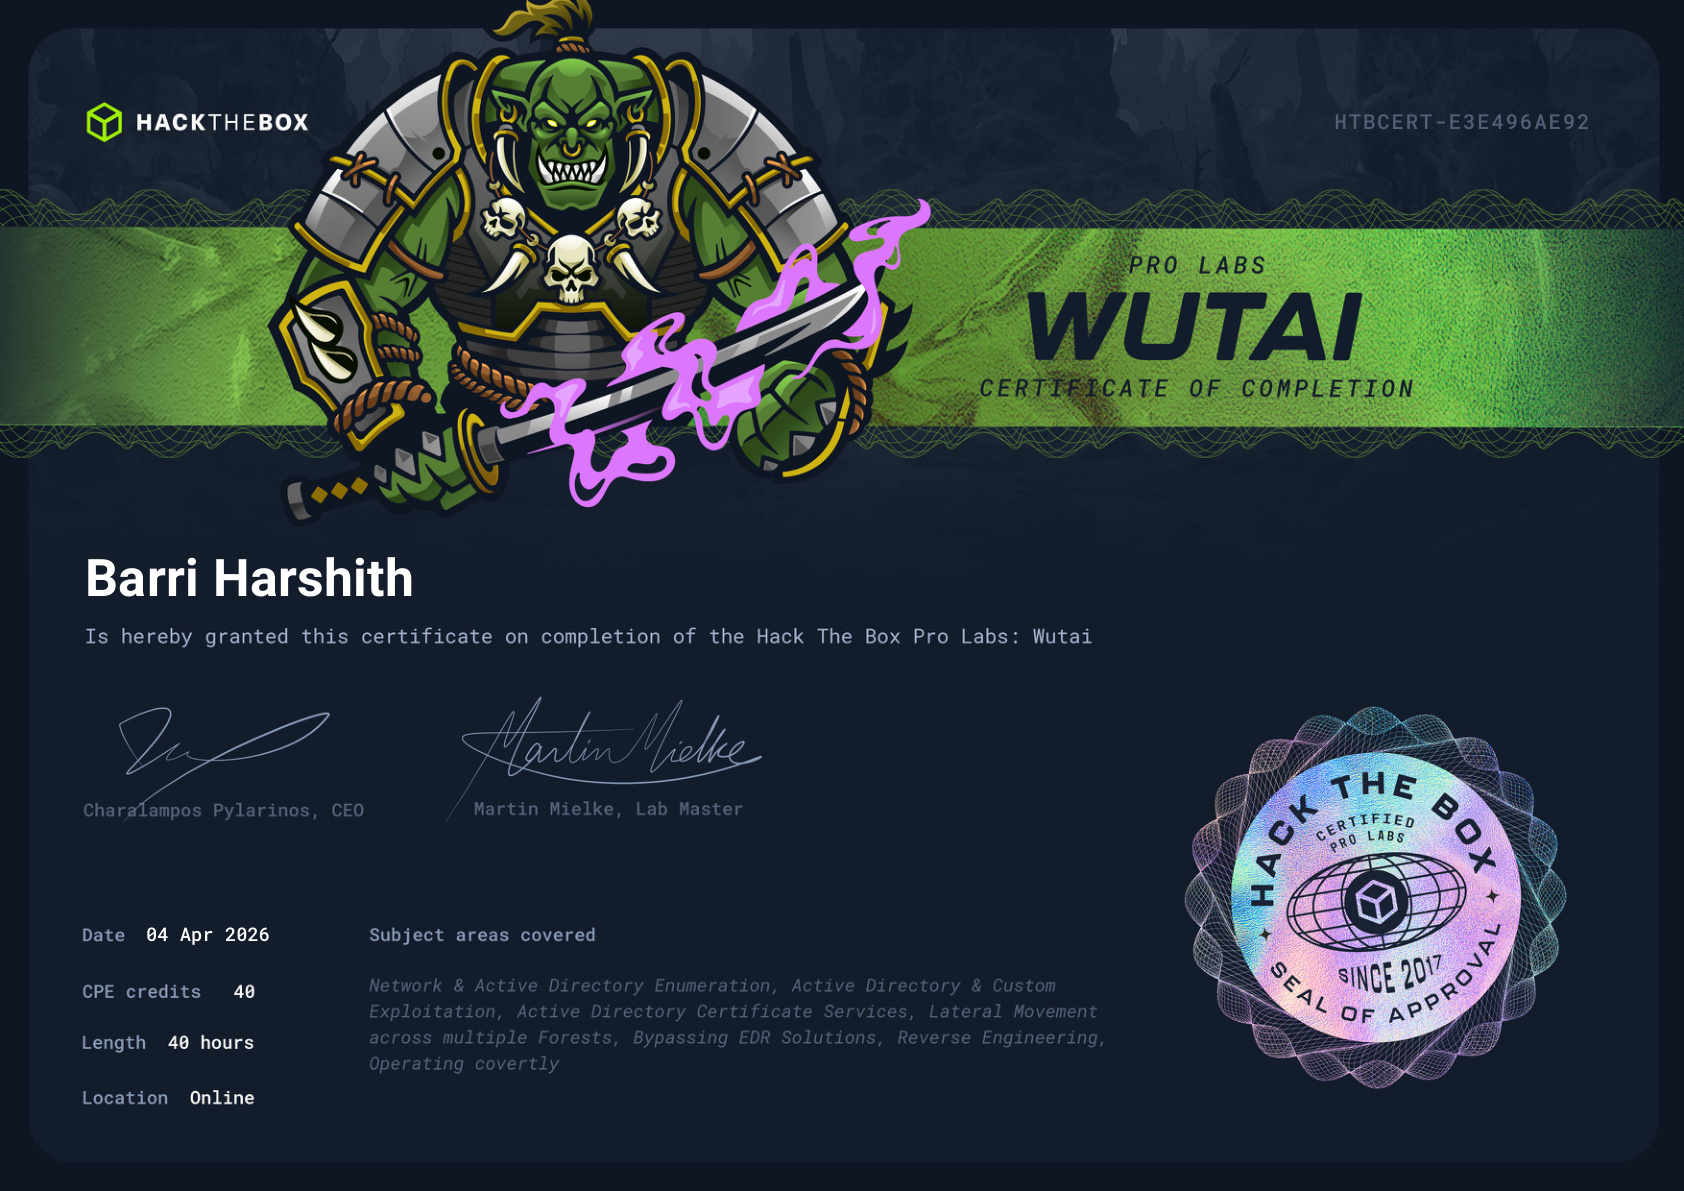 HACKTHEBOX
HTBCERT-E3E496AE92
PRO LABS
WUTAI
CERTIFICATE OF COMPLETION
Barri Harshith
Is hereby granted this certificate on completion of the Hack The Box Pro Labs: Wutai
Martin Mielke
Charalampos Pylarinos, CEO
Martin Mielke, Lab Master
Date 04 Apr 2026
CPE credits 40
Length 40 hours
Location Online
Subject areas covered
Network & Active Directory Enumeration, Active Directory & Custom
Exploitation, Active Directory Certificate Services, Lateral Movement
across multiple Forests, Bypassing EDR Solutions, Reverse Engineering,
Operating covertly
HACK THE BOX
CERTIFIED
PRO LABS
SINCE 2017
SEAL OF APPROVAL